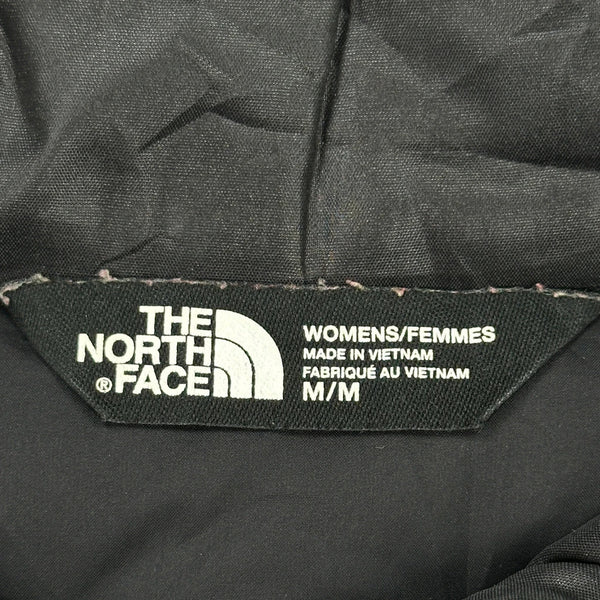 THE
NORTH
®FACE
WOMENS/FEMMES
MADE IN VIETNAM
FABRIQUÉ AU VIETNAM
M/M